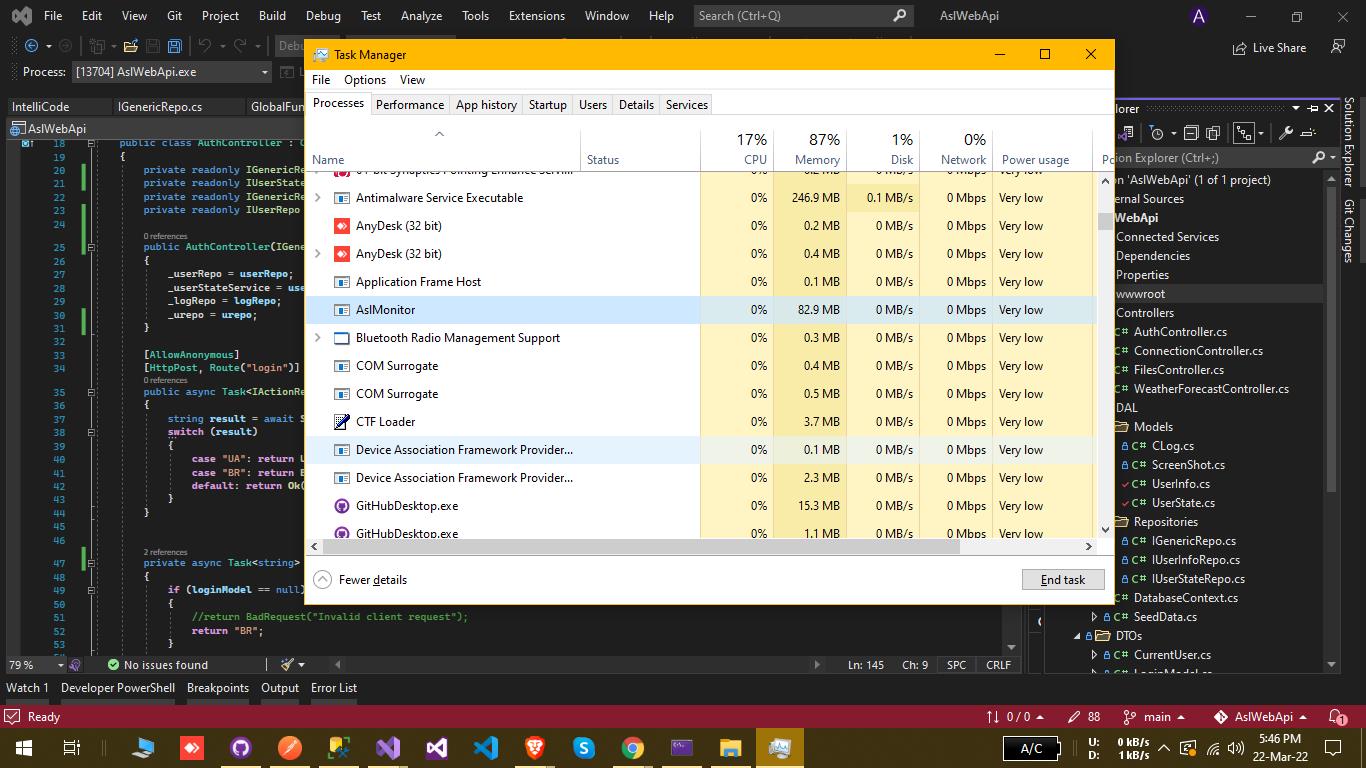 File Edit View Git Project Build Debug Test Analyze Tools Extensions Window Help Search (Ctrl+Q) AslWebApi A
Live Share
Process: [13704] AslWebApi.exe
IntelliCode IGenericRepo.cs
AslWebApi
18 public class AuthController :
19 {
20 private readonly
21 private readonly
22 private readonly
23 private readonly IUserRepo
24
0 references
25
26 {
27 _userRepo = userRepo;
28 _userStateService =
29 _logRepo = logRepo;
30 _urepo = urepo;
31 }
32
33 [AllowAnonymous]
34 [HttpPost, Route("login")]
0 references
35 public async
36 {
37 string result = await
38 switch (result)
39 {
40 case "UA": return
41 case "BR": return
42 default: return Ok(
43 }
44 }
45
46
2 references
47 private async Task<string>
48 {
49 if (loginModel == null)
50 {
51 //return BadRequest("Invalid client request");
52 return "BR";
53 }
79 % No issues found Ln: 145 Ch: 9 SPC CRLF
Watch 1 Developer PowerShell Breakpoints Output Error List
Ready 0 / 0 88 main AslWebApi 1
Task Manager
File Options View
Processes Performance App history Startup Users Details Services
17% 87% 1% 0%
Name Status CPU Memory Disk Network Power usage
Antimalware Service Executable 0% 246.9 MB 0.1 MB/s 0 Mbps Very low
AnyDesk (32 bit) 0% 0.2 MB 0 MB/s 0 Mbps Very low
AnyDesk (32 bit) 0% 0.4 MB 0 MB/s 0 Mbps Very low
Application Frame Host 0% 0.1 MB 0 MB/s 0 Mbps Very low
AslMonitor 0% 82.9 MB 0 MB/s 0 Mbps Very low
Bluetooth Radio Management Support 0% 0.3 MB 0 MB/s 0 Mbps Very low
COM Surrogate 0% 0.4 MB 0 MB/s 0 Mbps Very low
COM Surrogate 0% 0.5 MB 0 MB/s 0 Mbps Very low
CTF Loader 0% 3.7 MB 0 MB/s 0 Mbps Very low
Device Association Framework Provider... 0% 0.1 MB 0 MB/s 0 Mbps Very low
Device Association Framework Provider... 0% 2.3 MB 0 MB/s 0 Mbps Very low
GitHubDesktop.exe 0% 15.3 MB 0 MB/s 0 Mbps Very low
GitHubDesktop.exe 0% 1.1 MB 0 MB/s 0 Mbps Very low
Fewer details End task
Explorer (Ctrl+;)
'AslWebApi' (1 of 1 project)
Sources
WebApi
Connected Services
Dependencies
Properties
wwwroot
Controllers
C# AuthController.cs
C# ConnectionController.cs
C# FilesController.cs
C# WeatherForecastController.cs
DAL
Models
C# CLog.cs
C# ScreenShot.cs
C# UserInfo.cs
C# UserState.cs
Repositories
C# IGenericRepo.cs
C# IUserInfoRepo.cs
C# IUserStateRepo.cs
C# DatabaseContext.cs
C# SeedData.cs
DTOs
C# CurrentUser.cs
Solution Explorer
Git Changes
A/C
U: 0 kB/s
D: 1 kB/s
5:46 PM
22-Mar-22